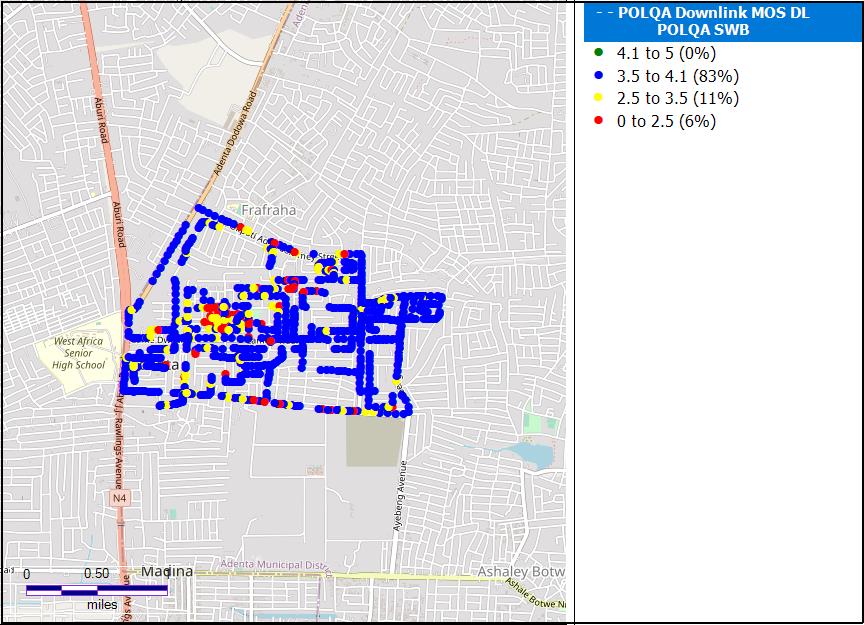 - - POLQA Downlink MOS DL
POLQA SWB
4.1 to 5 (0%)
3.5 to 4.1 (83%)
2.5 to 3.5 (11%)
0 to 2.5 (6%)
Aburi Road
Adenta Dodowa Road
Frafraha
Aburi Road
West Africa
Senior
High School
Rawlings Avenue
N4
Ayebeng Avenue
Madina
Adenta Municipal District
Ashaley Botw
Ashale Botwe
0 0.50
miles